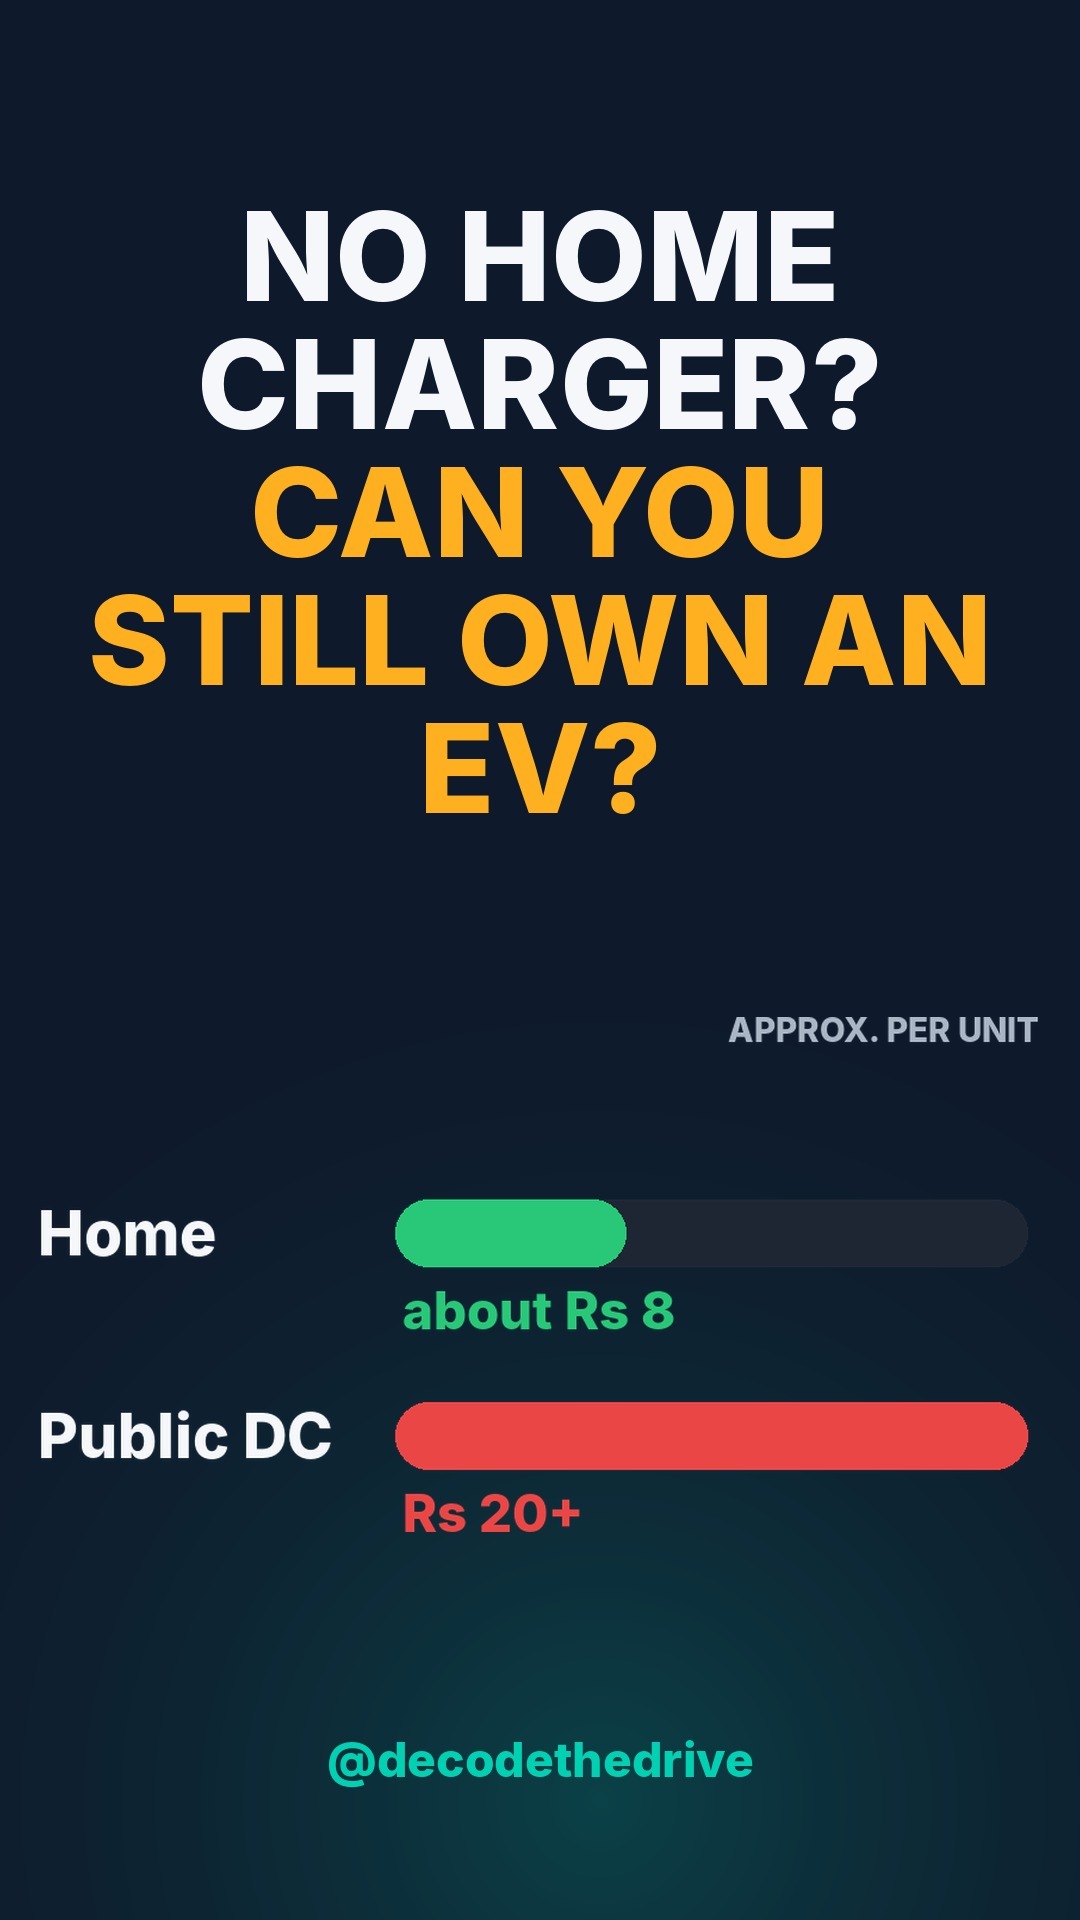 NO HOME
CHARGER?
CAN YOU
STILL OWN AN
EV?
APPROX. PER UNIT
Home
about Rs 8
Public DC
Rs 20+
@decodethedrive